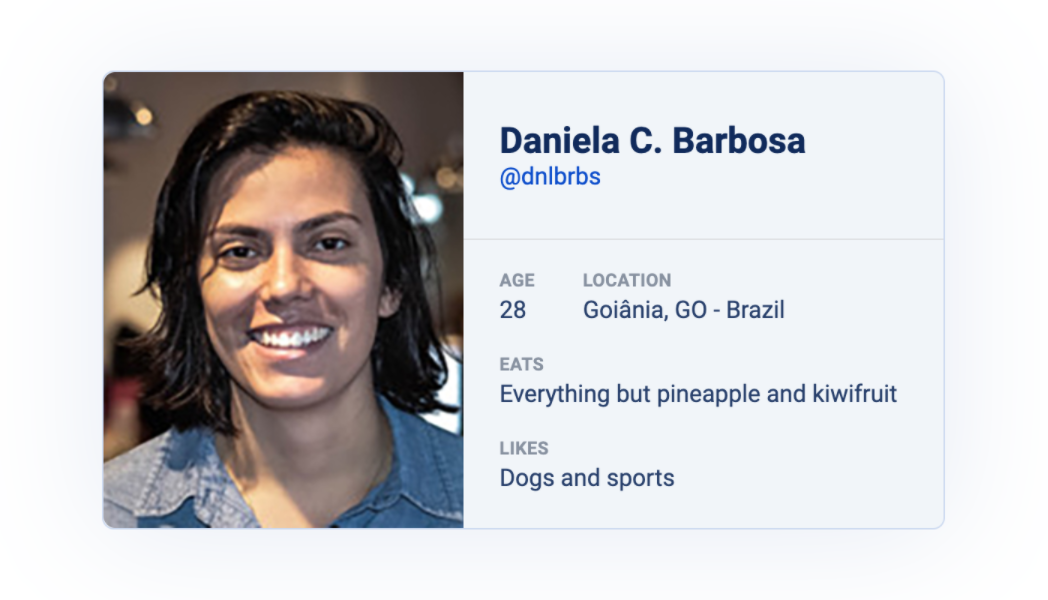 Daniela C. Barbosa
@dnlbrbs
AGE
28
LOCATION
Goiânia, GO - Brazil
EATS
Everything but pineapple and kiwifruit
LIKES
Dogs and sports